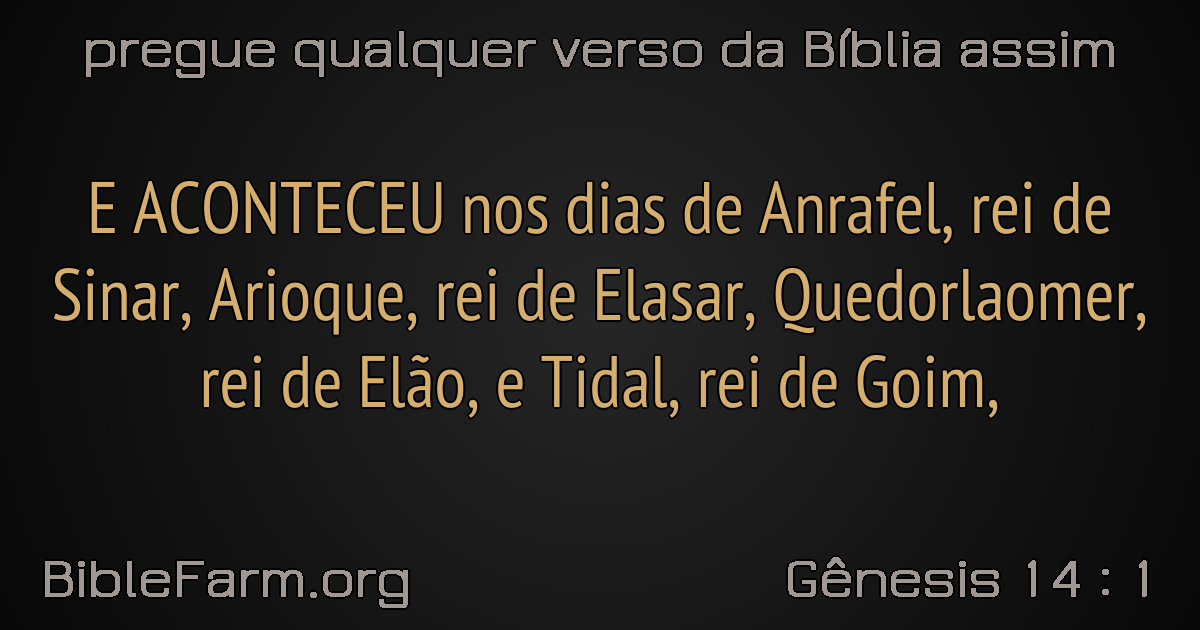 pregue qualquer verso da Bíblia assim
E ACONTECEU nos dias de Anrafel, rei de
Sinar, Arioque, rei de Elasar, Quedorlaomer,
rei de Elão, e Tidal, rei de Goim,
BibleFarm.org
Gênesis 14 : 1